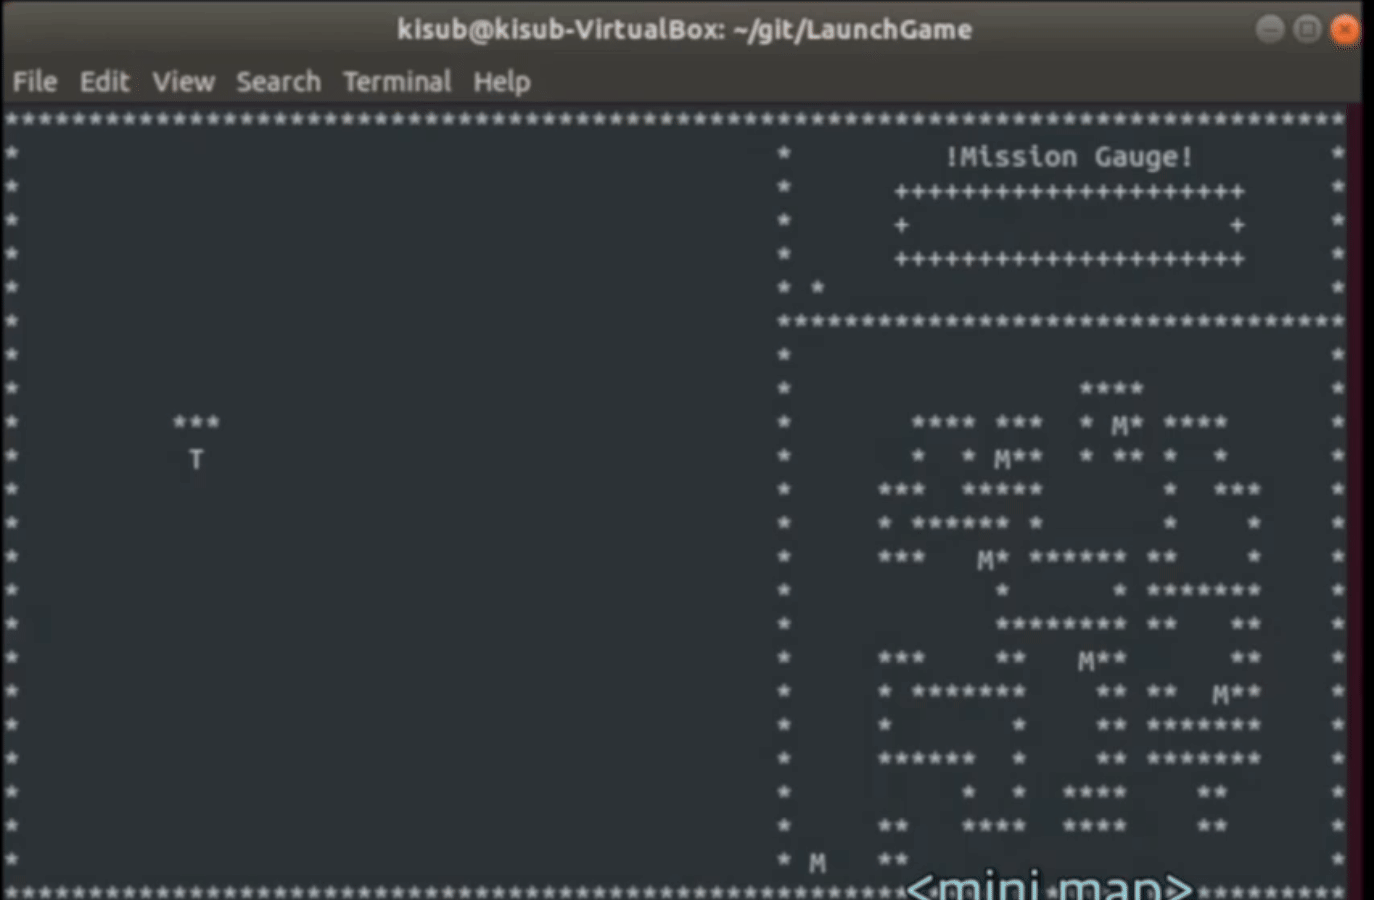 kisub@kisub-VirtualBox: ~/git/LaunchGame
File Edit View Search Terminal Help
*********************************************************************************
* * !Mission Gauge! *
* * +++++++++++++++++++++ *
* * + + *
* * +++++++++++++++++++++ *
* * * *
* **********************************
* * *
* * **** *
* *** * **** *** * M* **** *
* T * * * M** * ** * * *
* * *** ***** * *** *
* * * ****** * * * *
* * *** M* ****** ** * *
* * * * ******* *
* * ******** ** ** *
* * *** ** M** ** *
* * * ******* ** ** M** *
* * * * ** ******* *
* * ****** * ** ******* *
* * * * **** ** *
* * ** **** **** ** *
* * M ** *
<mini map>